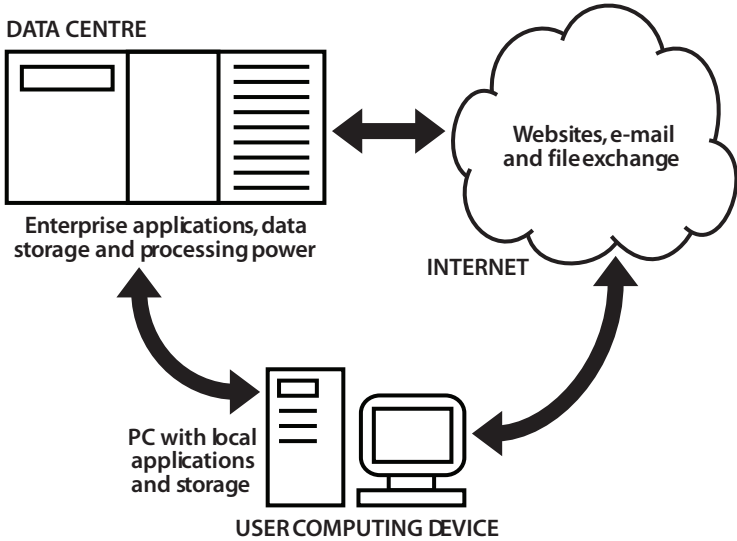 DATA CENTRE
Websites, e-mail
and file exchange
Enterprise applications, data
storage and processing power
INTERNET
PC with local
applications
and storage
USER COMPUTING DEVICE